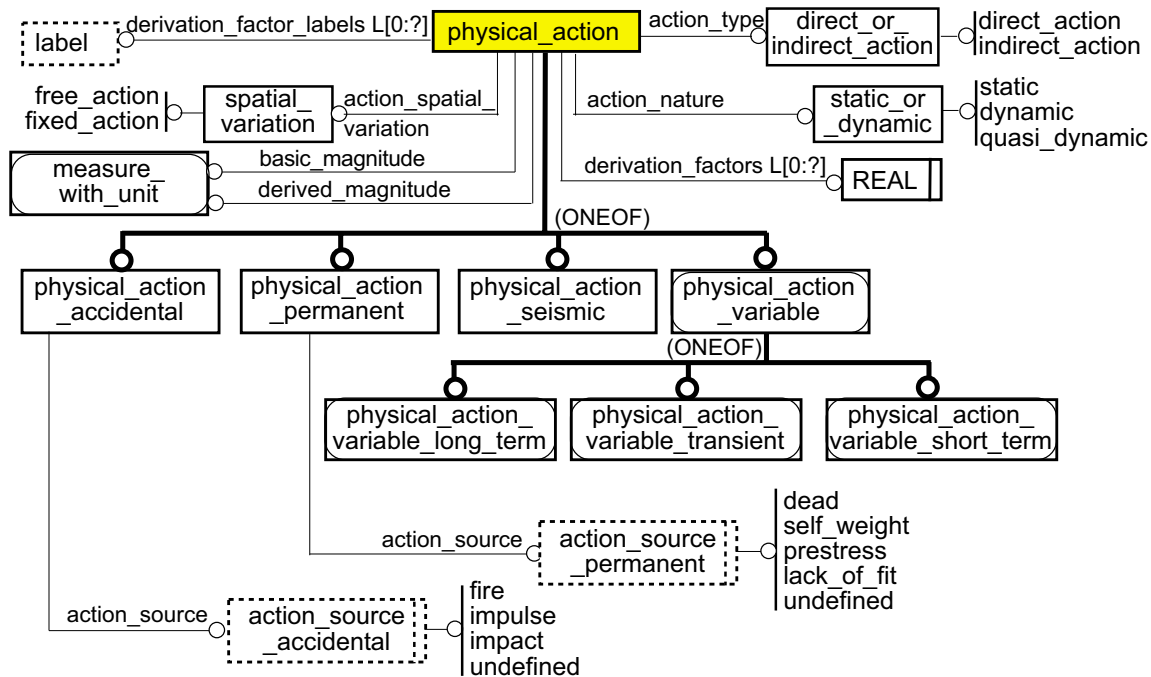 derivation_factor_labels L[0:?]
label
physical_action
action_type
direct_or_
indirect_action
direct_action
indirect_action
free_action
fixed_action
spatial_
variation
action_spatial_
variation
action_nature
static_or
_dynamic
static
dynamic
quasi_dynamic
measure_
with_unit
basic_magnitude
derived_magnitude
derivation_factors L[0:?]
REAL
(ONEOF)
physical_action
_accidental
physical_action
_permanent
physical_action
_seismic
physical_action
_variable
(ONEOF)
physical_action_
variable_long_term
physical_action_
variable_transient
physical_action_
variable_short_term
action_source
action_source
_permanent
dead
self_weight
prestress
lack_of_fit
undefined
action_source
action_source
_accidental
fire
impulse
impact
undefined